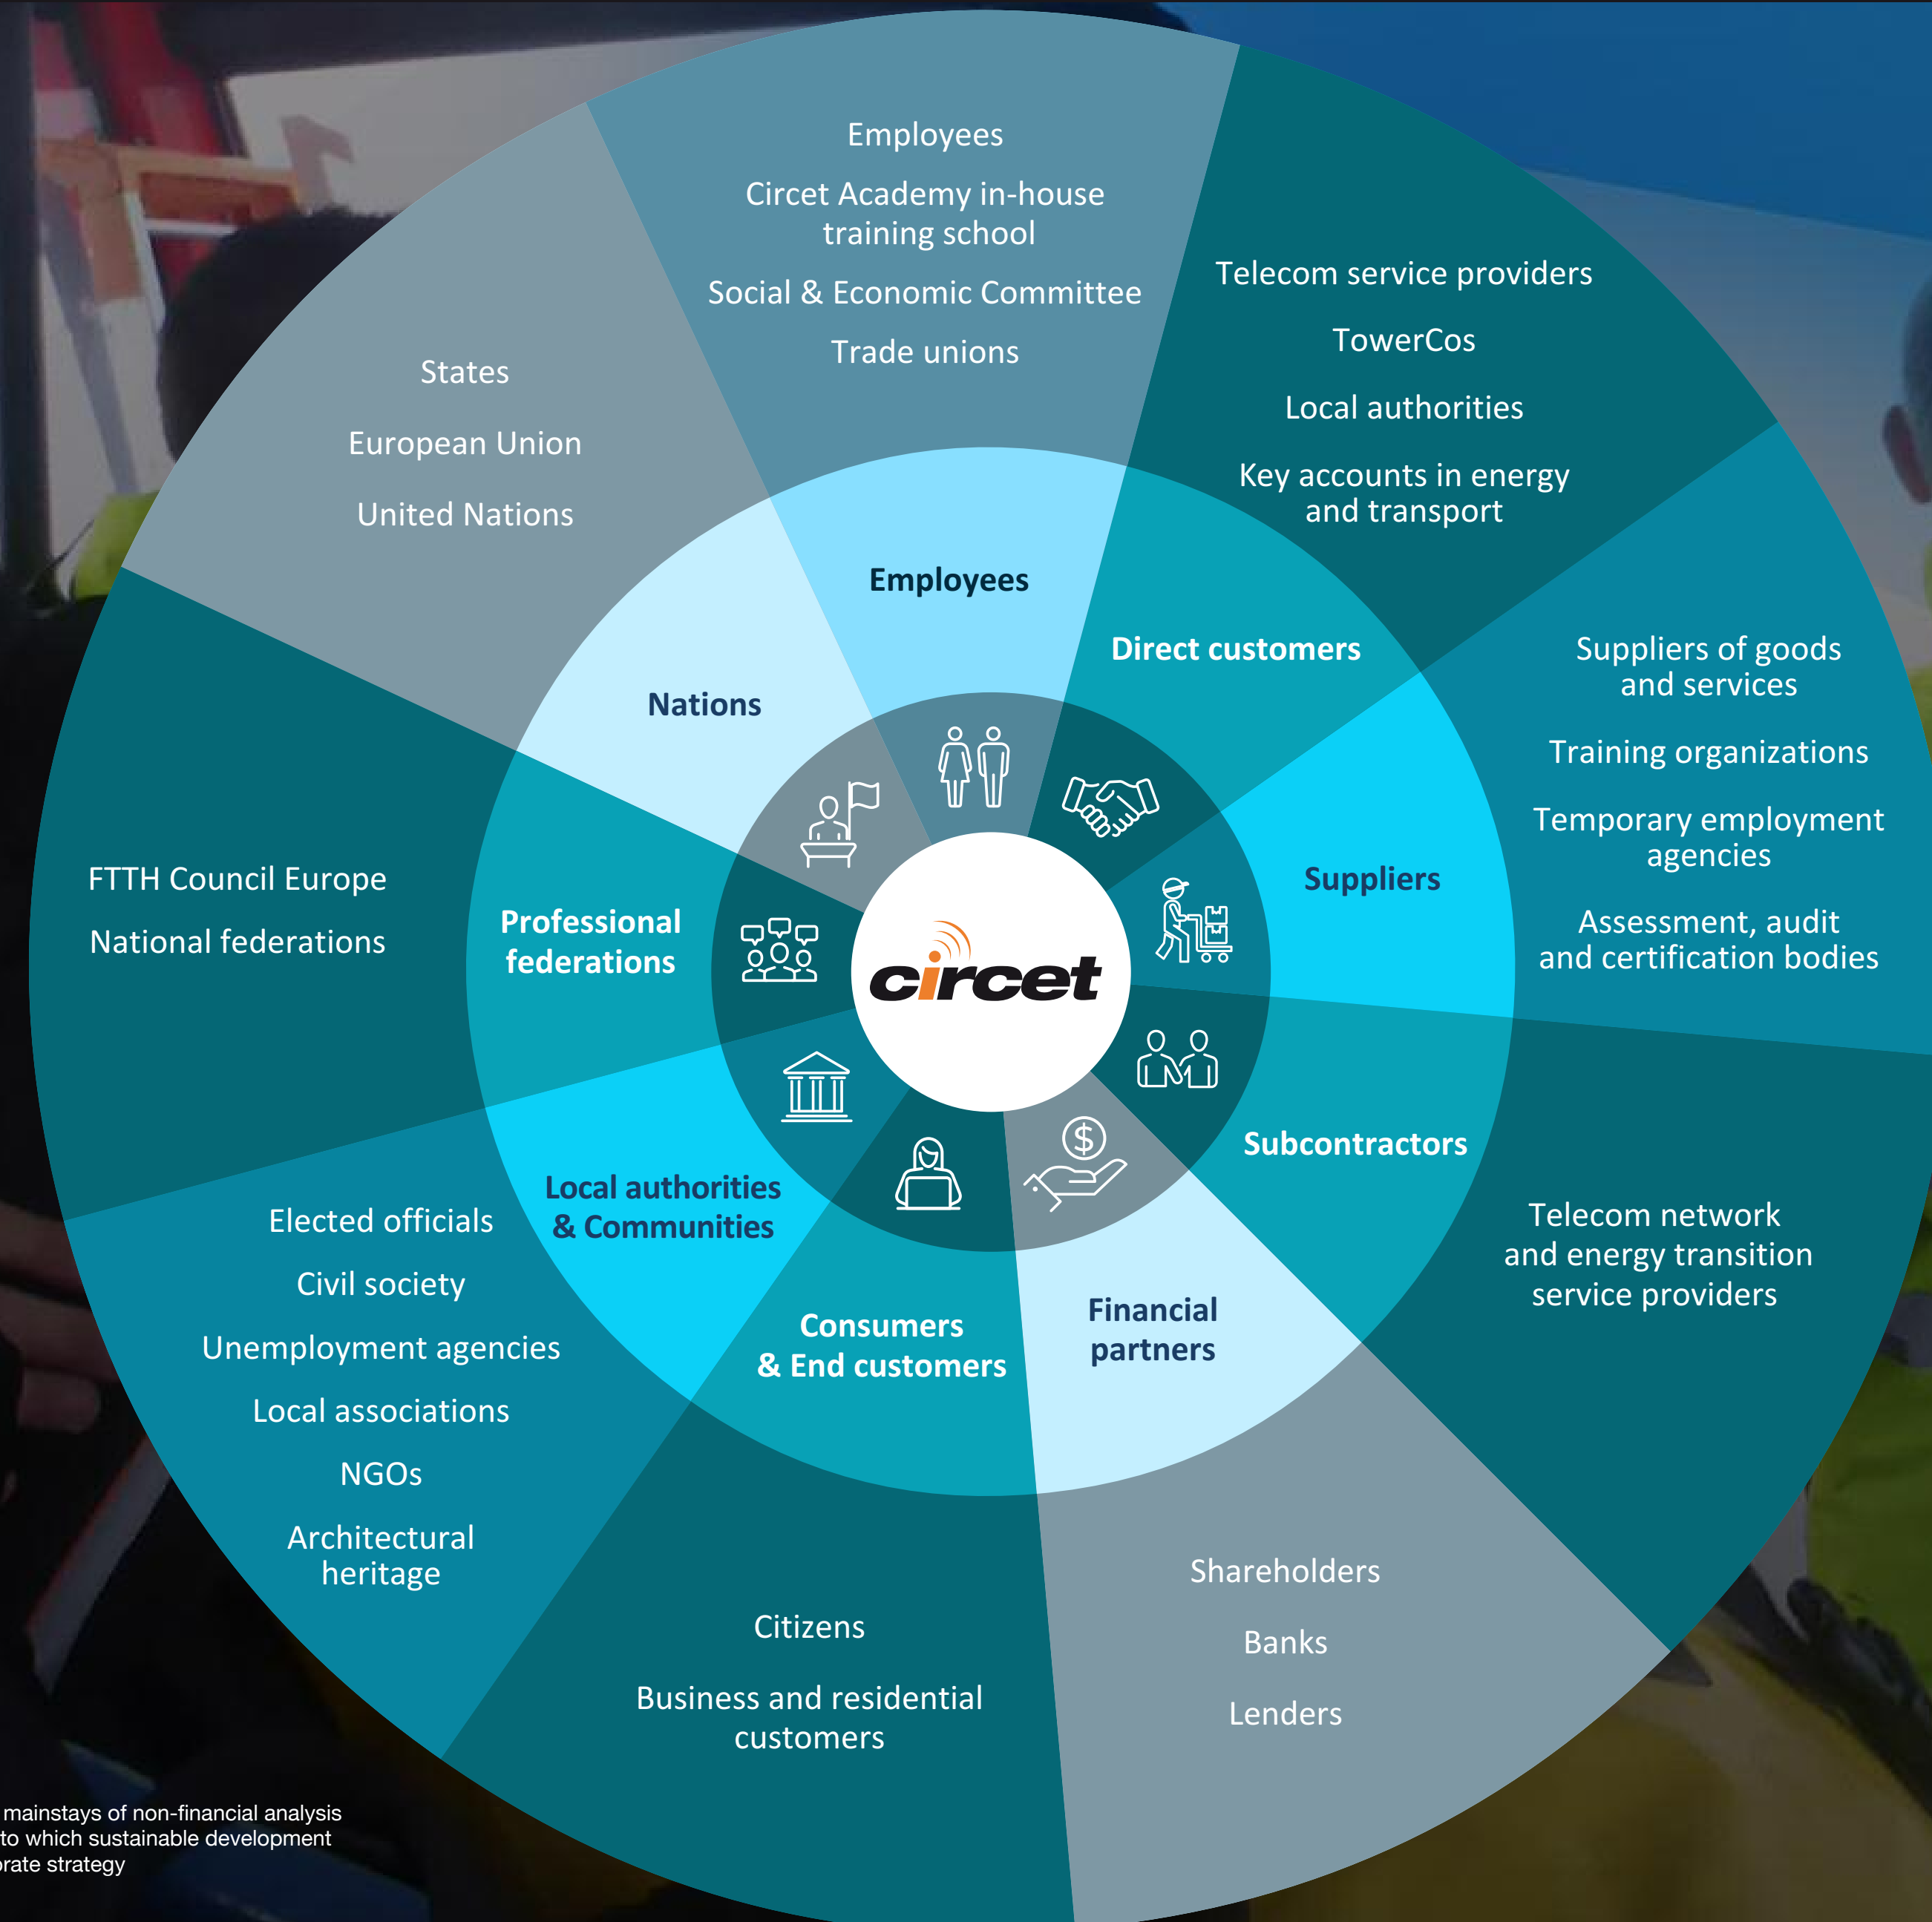 Employees
Circet Academy in-house
training school
Social & Economic Committee
Trade unions
Employees
Telecom service providers
TowerCos
Local authorities
Key accounts in energy
and transport
Direct customers
Suppliers of goods
and services
Training organizations
Temporary employment
agencies
Assessment, audit
and certification bodies
Suppliers
Telecom network
and energy transition
service providers
Subcontractors
Shareholders
Banks
Lenders
Financial
partners
Citizens
Business and residential
customers
Consumers
& End customers
Elected officials
Civil society
Unemployment agencies
Local associations
NGOs
Architectural
heritage
Local authorities
& Communities
FTTH Council Europe
National federations
Professional
federations
States
European Union
United Nations
Nations
$
circet
mainstays of non-financial analysis
to which sustainable development
rate strategy